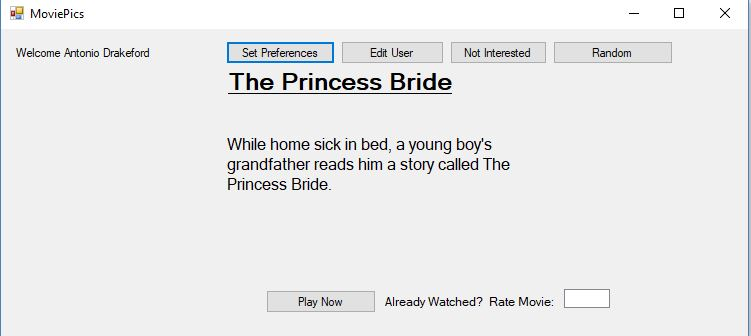 MoviePics
Welcome Antonio Drakeford
Set Preferences
Edit User
Not Interested
Random
The Princess Bride
While home sick in bed, a young boy's
grandfather reads him a story called The
Princess Bride.
Play Now
Already Watched? Rate Movie: